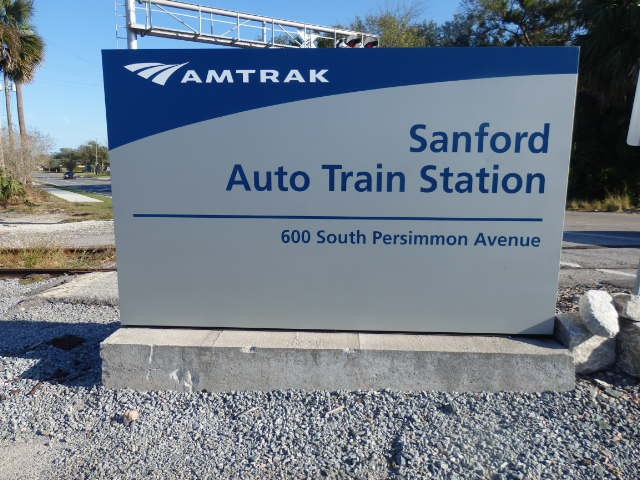 AMTRAK
Sanford
Auto Train Station
600 South Persimmon Avenue